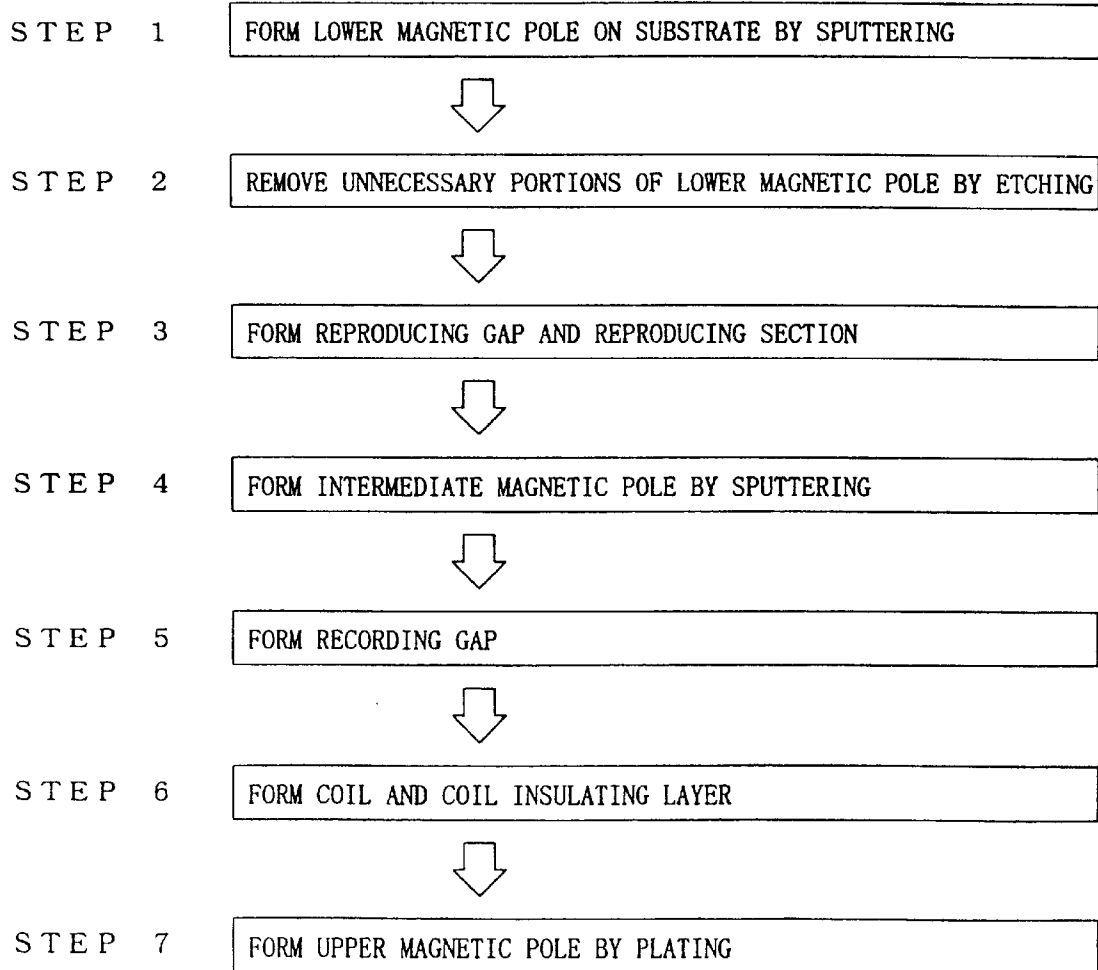 STEP 1 FORM LOWER MAGNETIC POLE ON SUBSTRATE BY SPUTTERING
STEP 2 REMOVE UNNECESSARY PORTIONS OF LOWER MAGNETIC POLE BY ETCHING
STEP 3 FORM REPRODUCING GAP AND REPRODUCING SECTION
STEP 4 FORM INTERMEDIATE MAGNETIC POLE BY SPUTTERING
STEP 5 FORM RECORDING GAP
STEP 6 FORM COIL AND COIL INSULATING LAYER
STEP 7 FORM UPPER MAGNETIC POLE BY PLATING